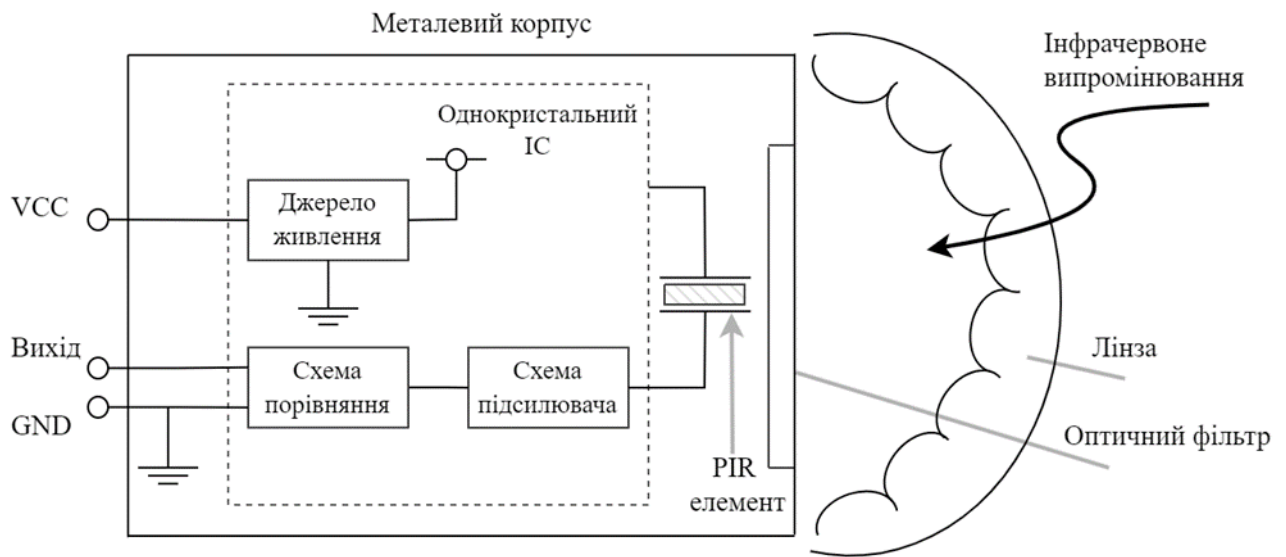 Металевий корпус
Інфрачервоне
випромінювання
Однокристальний
ІС
VCC
Джерело
живлення
Вихід
GND
Схема
порівняння
Схема
підсилювача
PIR
елемент
Лінза
Оптичний фільтр